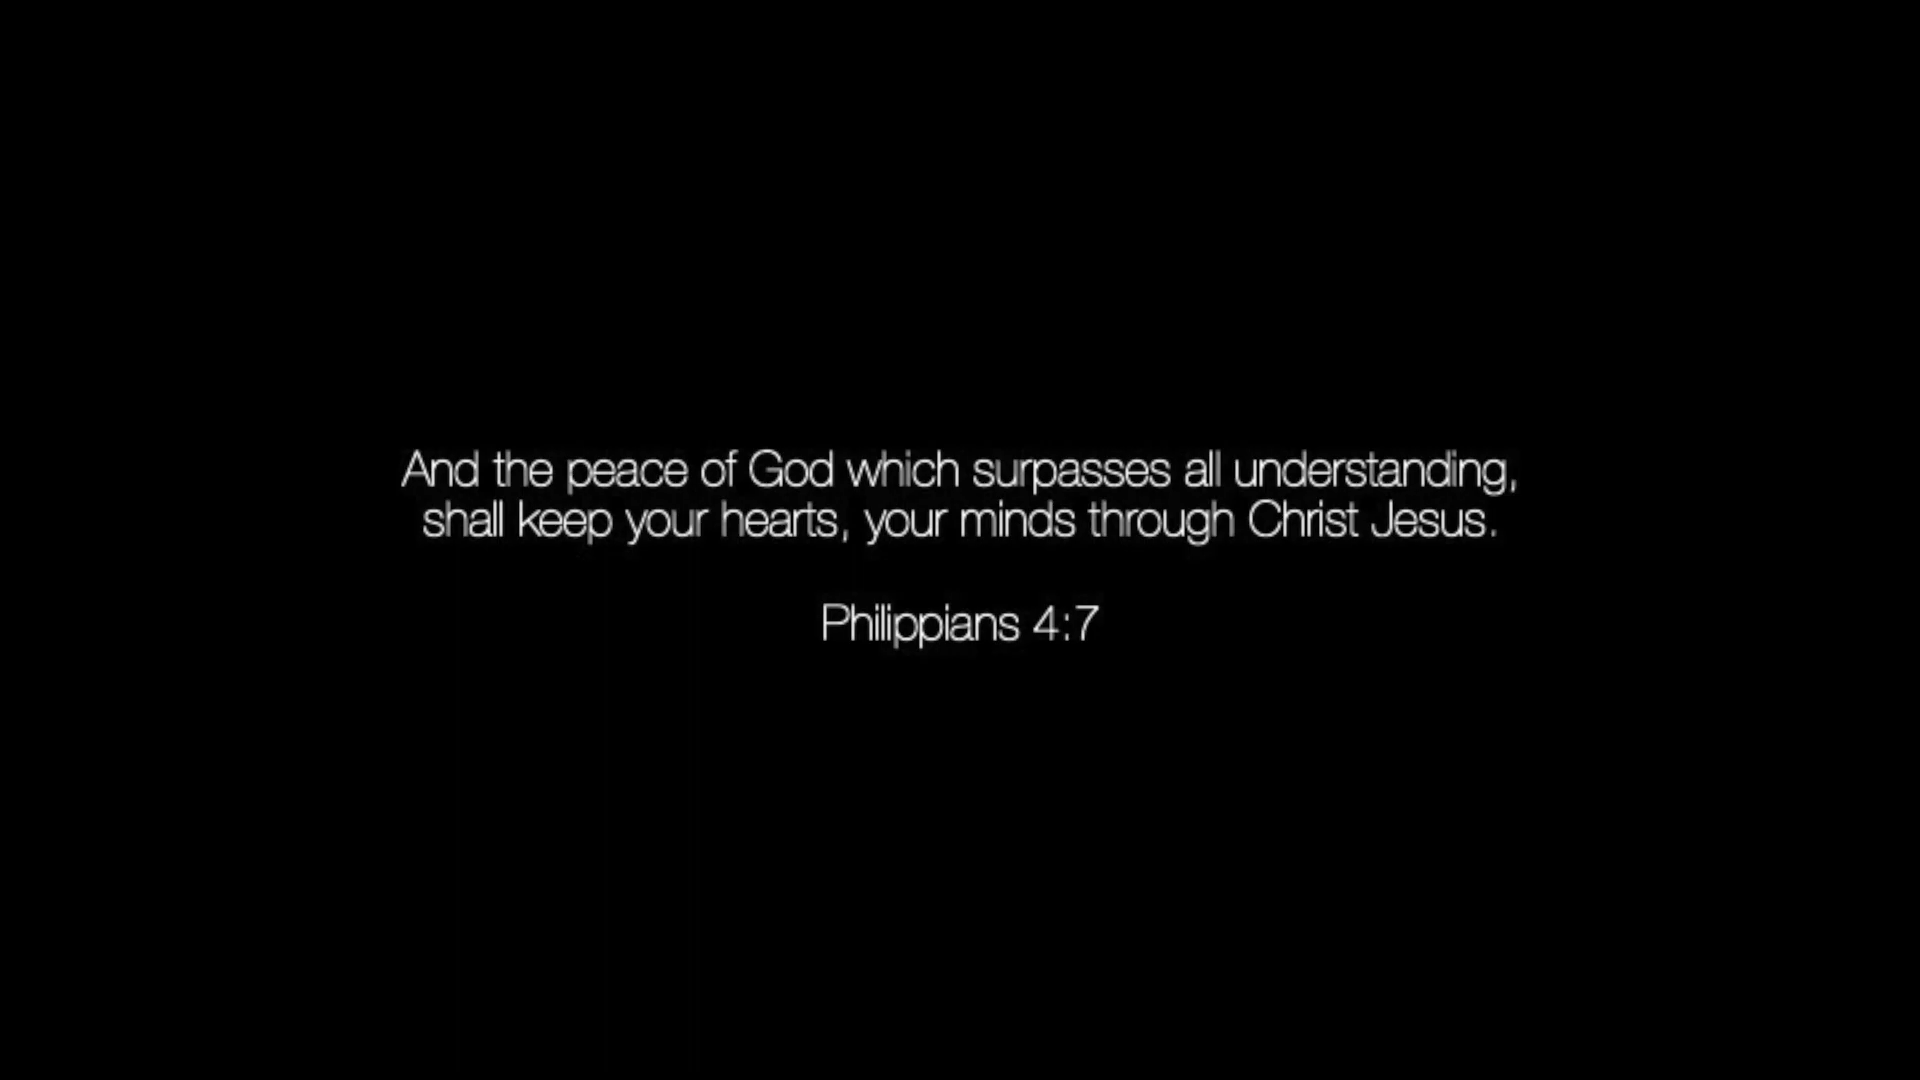 And the peace of God which surpasses all understanding,
shall keep your hearts, your minds through Christ Jesus.
Philippians 4:7